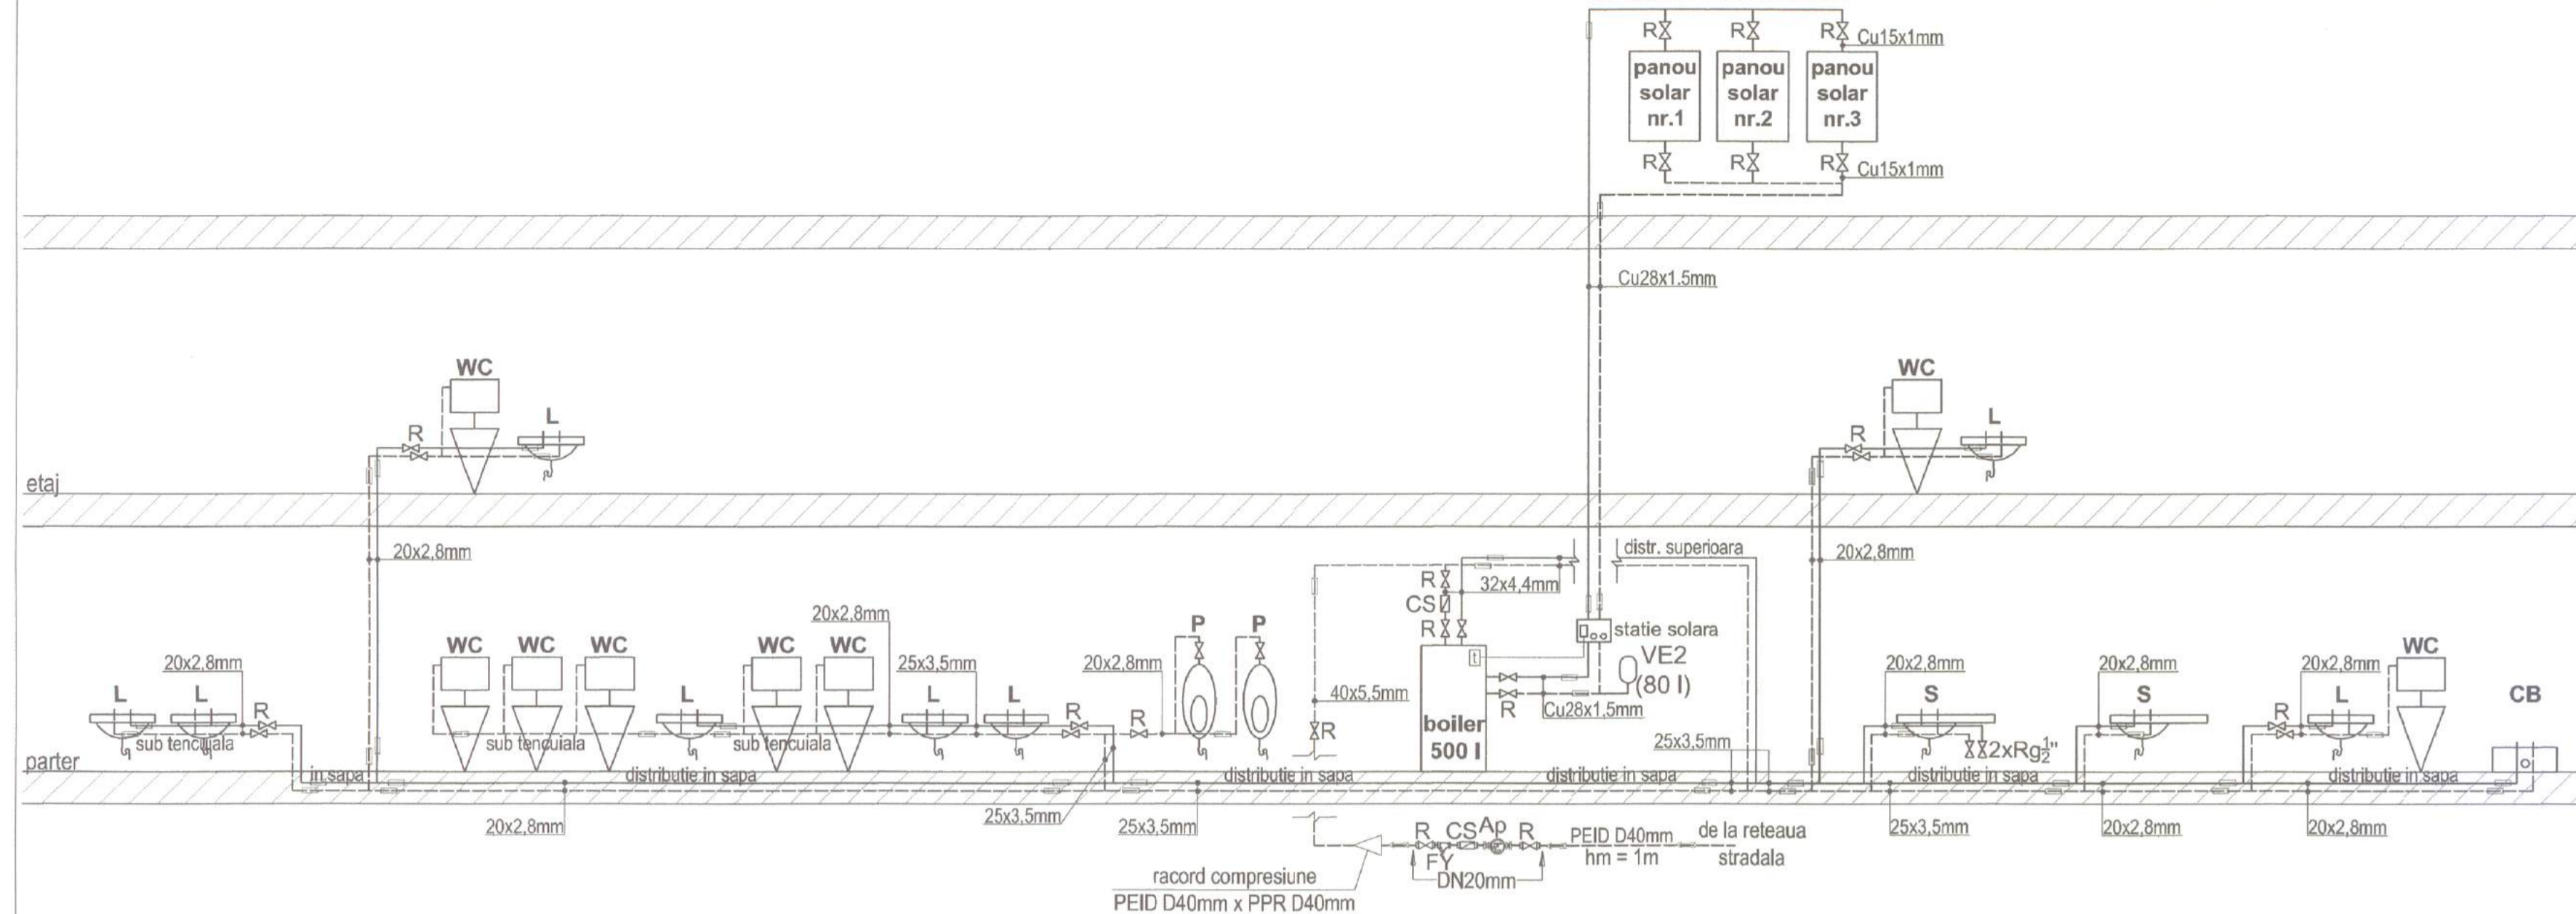 R
R
R
Cu15x1mm
panou
solar
nr.1
panou
solar
nr.2
panou
solar
nr.3
R
R
R
Cu15x1mm
Cu28x1.5mm
WC
L
R
etaj
WC
L
R
20x2,8mm
20x2,8mm
distr. superioara
R
32x4,4mm
CS
R
statie solara
t
VE2
(80 l)
40x5,5mm
R
Cu28x1,5mm
R
boiler
500 l
20x2,8mm
L
L
R
sub tencuiala
WC
WC
WC
sub tencuiala
L
WC
WC
sub tencuiala
20x2,8mm
25x3,5mm
L
L
R
20x2,8mm
R
P
P
25x3,5mm
20x2,8mm
S
2xRg½"
20x2,8mm
S
20x2,8mm
R
L
WC
CB
parter
in sapa
distributie in sapa
distributie in sapa
distributie in sapa
distributie in sapa
distributie in sapa
20x2,8mm
25x3,5mm
25x3,5mm
25x3,5mm
20x2,8mm
20x2,8mm
R
CS
Ap
R
FY
DN20mm
PEID D40mm
hm = 1m
de la reteaua
stradala
racord compresiune
PEID D40mm x PPR D40mm